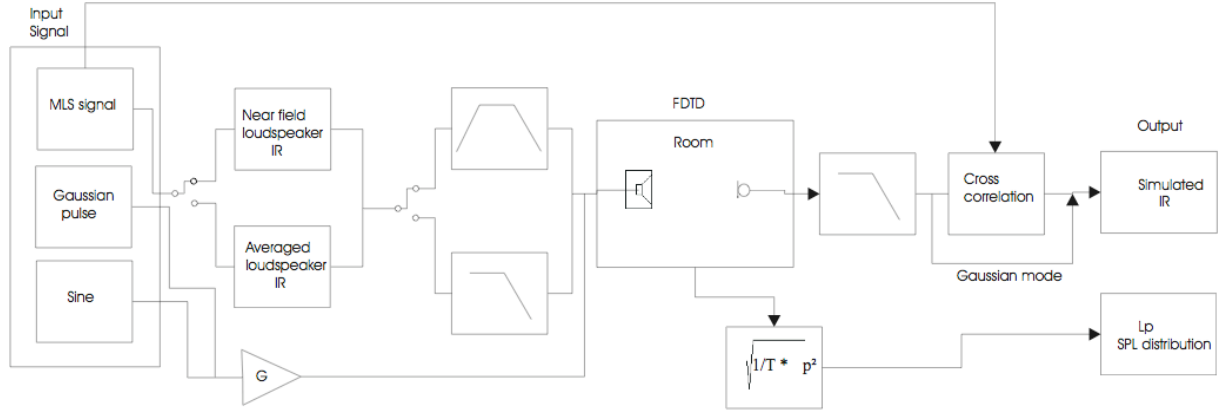 Input
Signal
MLS signal
Gaussian
pulse
Sine
Near field
loudspeaker
IR
Averaged
loudspeaker
IR
G
FDTD
Room
√1/T * p²
Cross
correlation
Gaussian mode
Output
Simulated
IR
Lp
SPL distribution